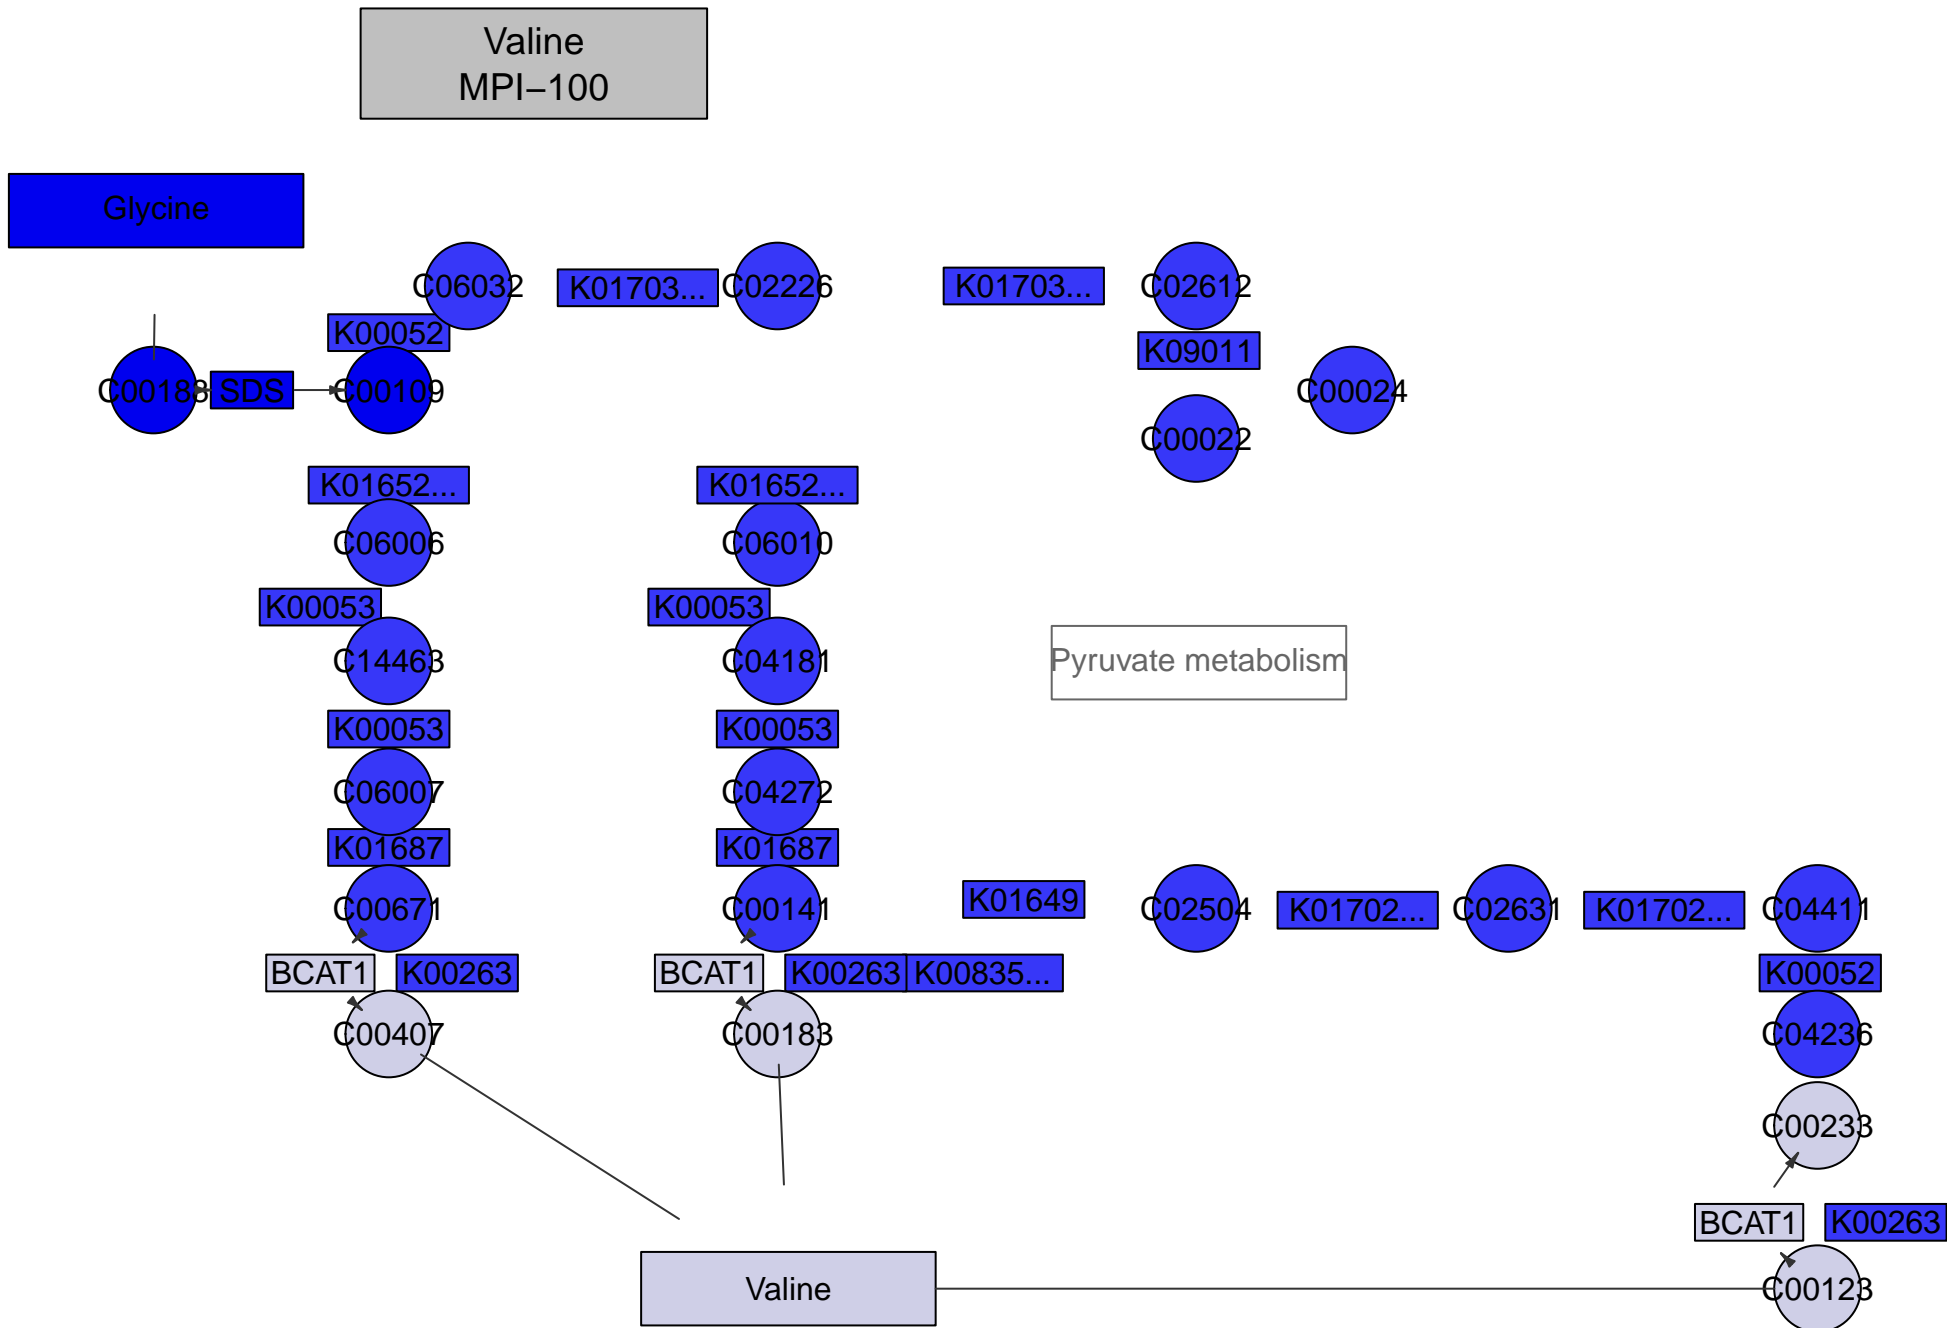 Valine
MPI−100
Glycine
C06032
K01703...
C02226
K01703...
C02612
K00052
K09011
C00188
SDS
C00109
C00024
C00022
K01652...
K01652...
C06006
C06010
K00053
K00053
C14463
C04181
Pyruvate metabolism
K00053
K00053
C06007
C04272
K01687
K01687
C00671
C00141
K01649
C02504
K01702...
C02631
K01702...
C04411
BCAT1
K00263
BCAT1
K00263
K00835...
K00052
C00407
C00183
C04236
C00233
BCAT1
K00263
Valine
C00123